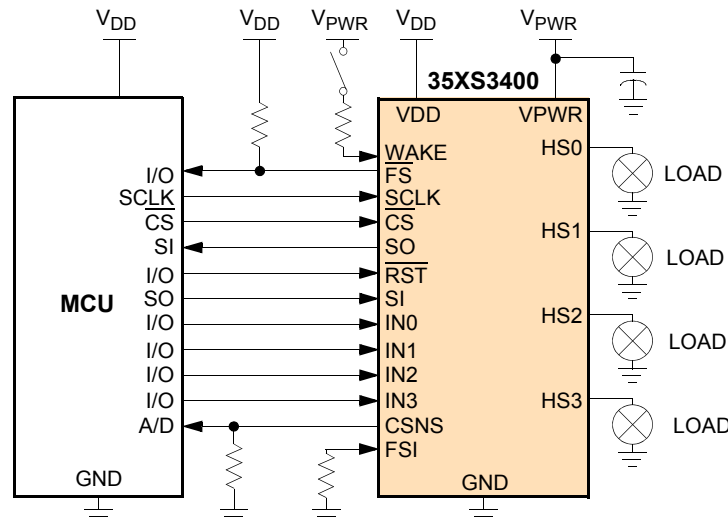 VDD VDD VPWR VDD VPWR
35XS3400
VDD VPWR
HS0
WAKE
I/O FS LOAD
SCLK SCLK
CS CS
HS1
SI SO
LOAD
I/O RST
MCU SO SI
I/O IN0 HS2
I/O IN1 LOAD
I/O IN2
I/O IN3 HS3
A/D CSNS LOAD
FSI
GND GND